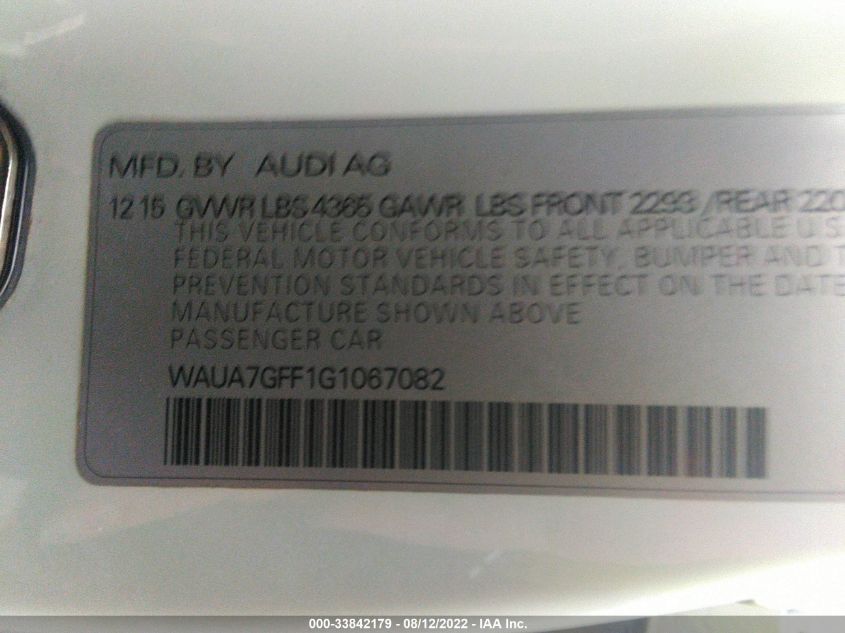 MFD. BY AUDI AG
12 15 GVWR LBS 4365 GAWR LBS FRONT 2293 /REAR 220
THIS VEHICLE CONFORMS TO ALL APPLICABLE U.S
FEDERAL MOTOR VEHICLE SAFETY, BUMPER AND T
PREVENTION STANDARDS IN EFFECT ON THE DATE
MANUFACTURE SHOWN ABOVE
PASSENGER CAR
WAUA7GFF1G1067082
000-33842179 - 08/12/2022 - IAA Inc.